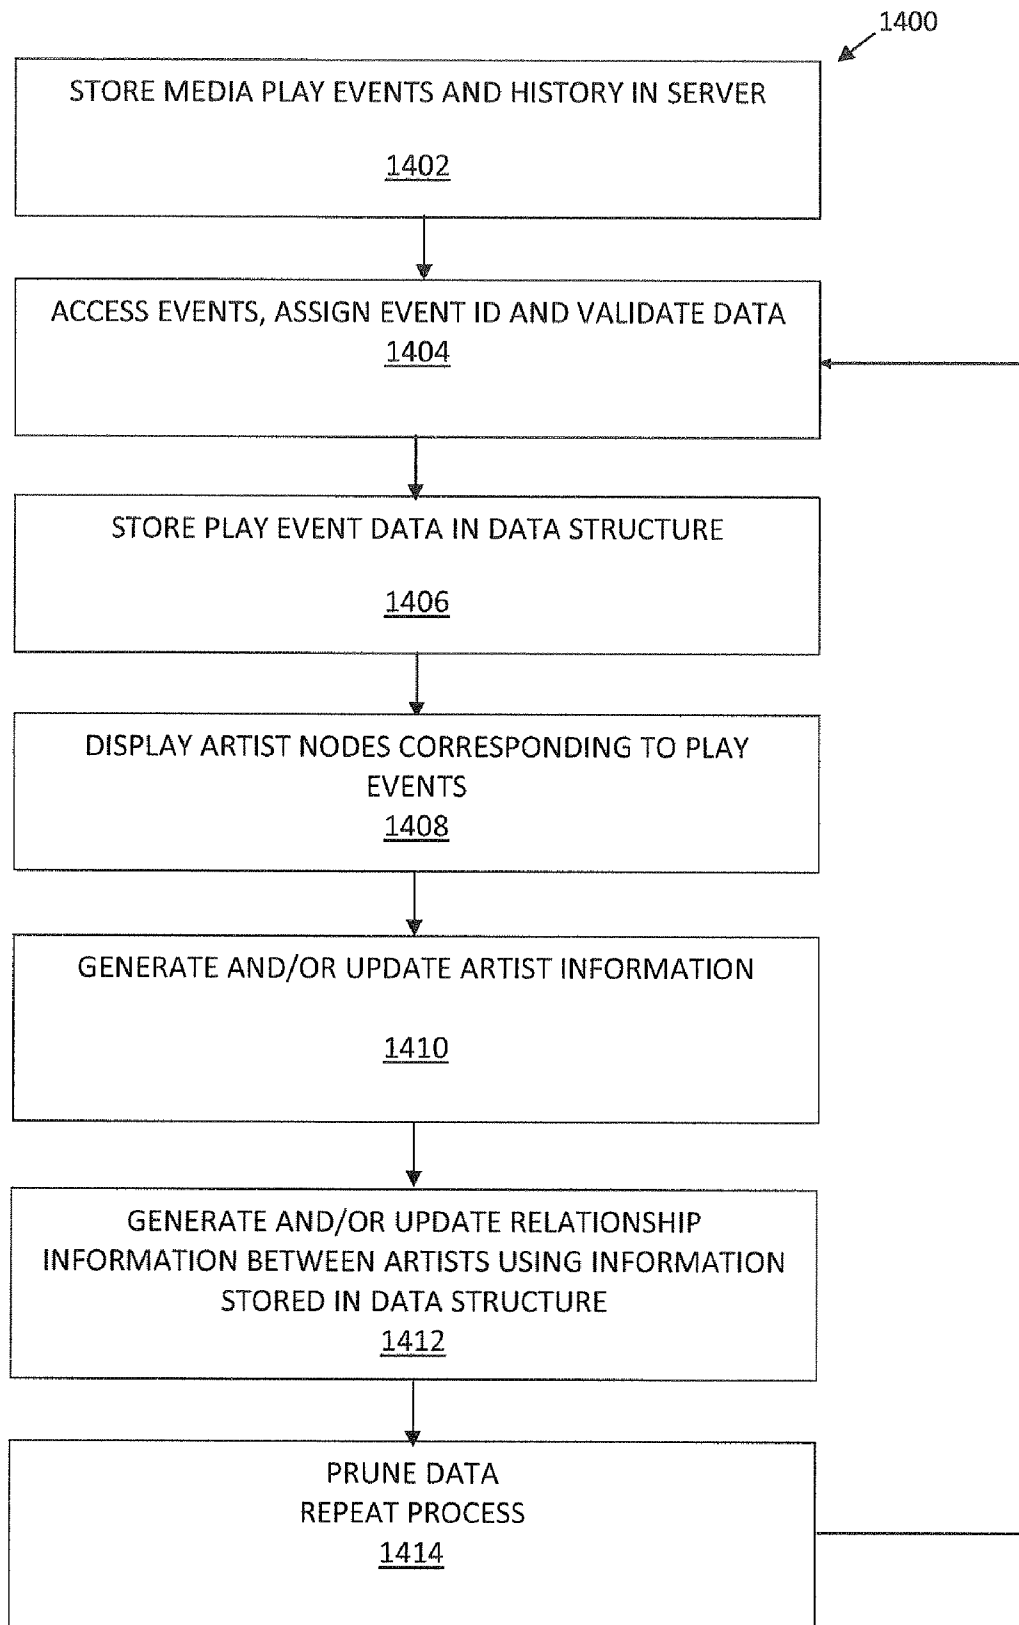 1400
STORE MEDIA PLAY EVENTS AND HISTORY IN SERVER
1402
ACCESS EVENTS, ASSIGN EVENT ID AND VALIDATE DATA
1404
STORE PLAY EVENT DATA IN DATA STRUCTURE
1406
DISPLAY ARTIST NODES CORRESPONDING TO PLAY
EVENTS
1408
GENERATE AND/OR UPDATE ARTIST INFORMATION
1410
GENERATE AND/OR UPDATE RELATIONSHIP
INFORMATION BETWEEN ARTISTS USING INFORMATION
STORED IN DATA STRUCTURE
1412
PRUNE DATA
REPEAT PROCESS
1414